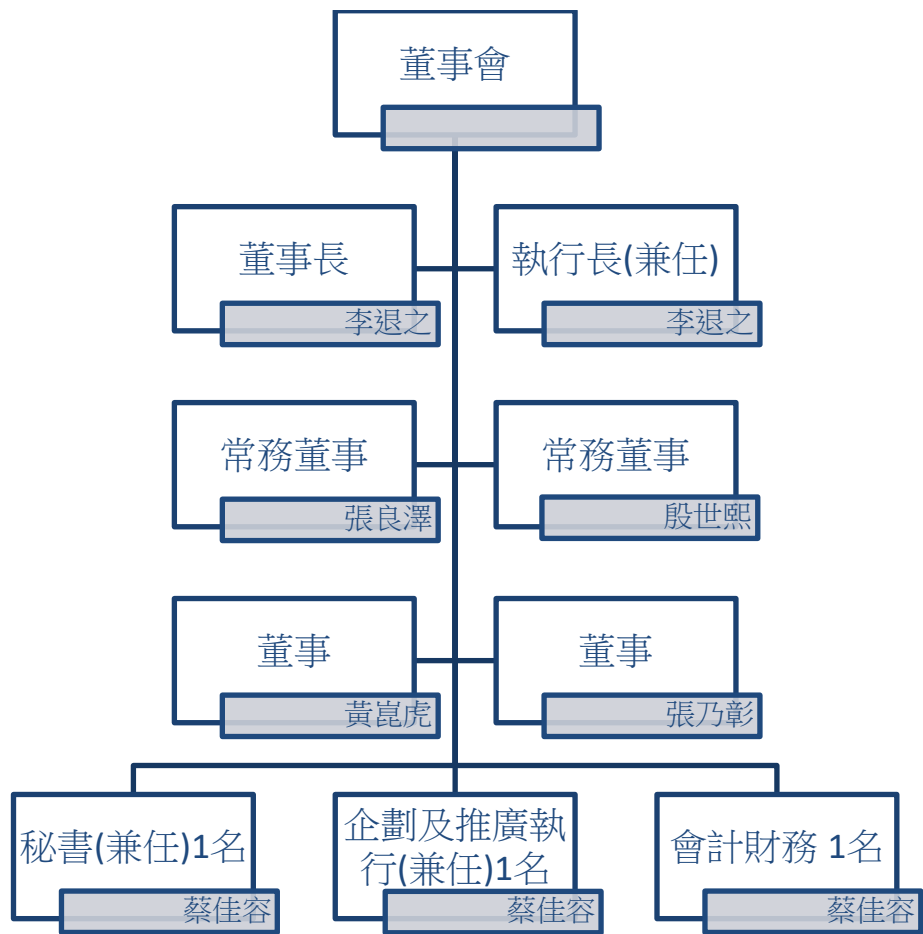 董事會
董事長
李退之
執行長(兼任)
李退之
常務董事
張良澤
常務董事
殷世熙
董事
黃崑虎
董事
張乃彰
秘書(兼任)1名
蔡佳容
企劃及推廣執
行(兼任)1名
蔡佳容
會計財務 1名
蔡佳容